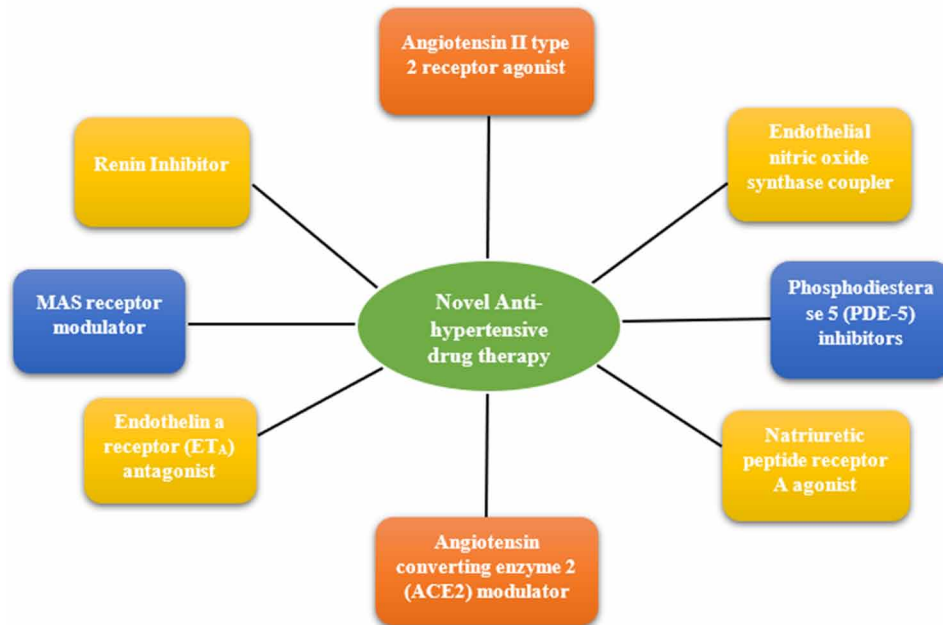 Angiotensin II type
2 receptor agonist
Renin Inhibitor
Endothelial
nitric oxide
synthase coupler
MAS receptor
modulator
Novel Anti-
hypertensive
drug therapy
Phosphodiestera
se 5 (PDE-5)
inhibitors
Endothelin a
receptor (ETA)
antagonist
Natriuretic
peptide receptor
A agonist
Angiotensin
converting enzyme 2
(ACE2) modulator